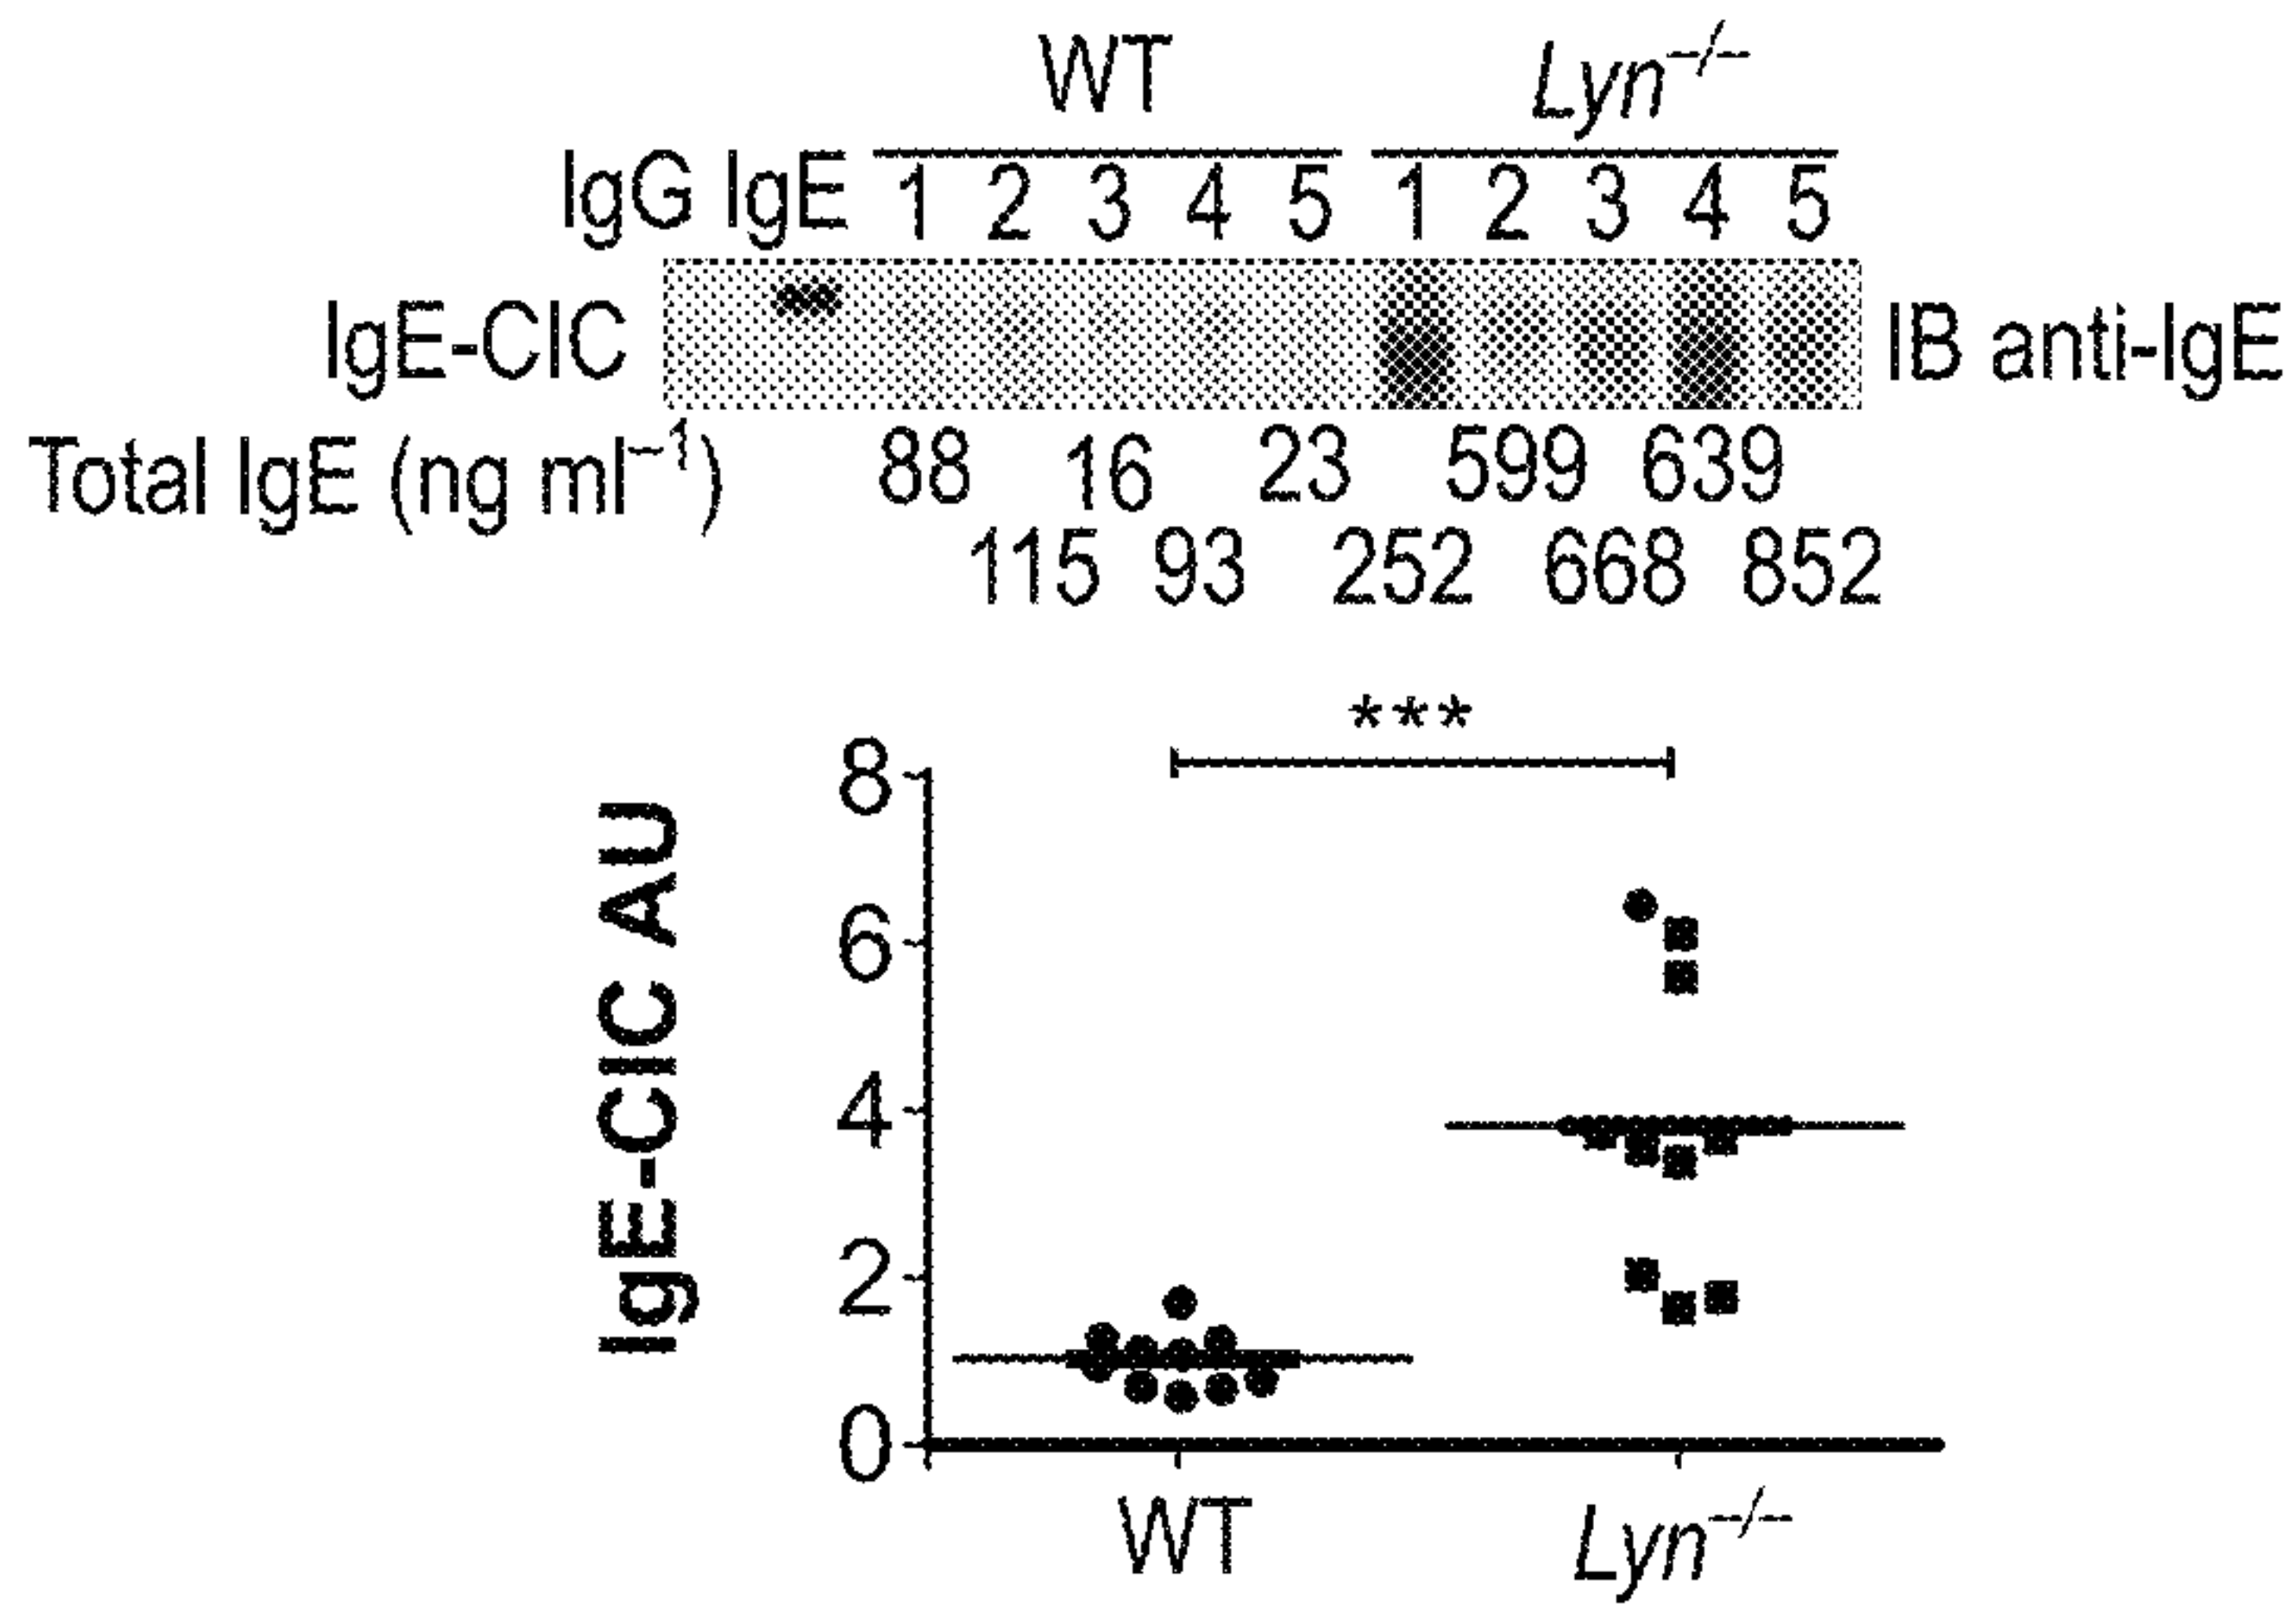 WT Lyn−/−
IgG IgE 1 2 3 4 5 1 2 3 4 5
IgE-CIC IB anti-IgE
Total IgE (ng ml−1) 88 16 23 599 639
115 93 252 668 852
***
8
6
4
2
0
IgE-CIC AU
WT Lyn−/−